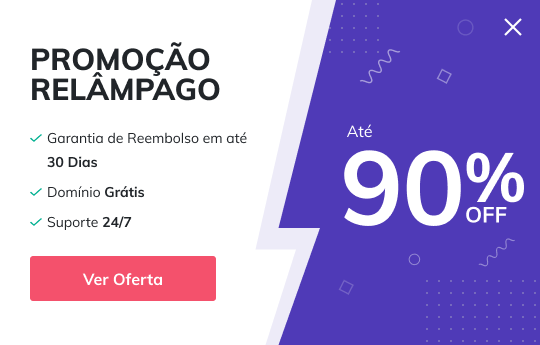 PROMOÇÃO
RELÂMPAGO
Garantia de Reembolso em até
30 Dias
Domínio Grátis
Suporte 24/7
Ver Oferta
Até
90%
OFF